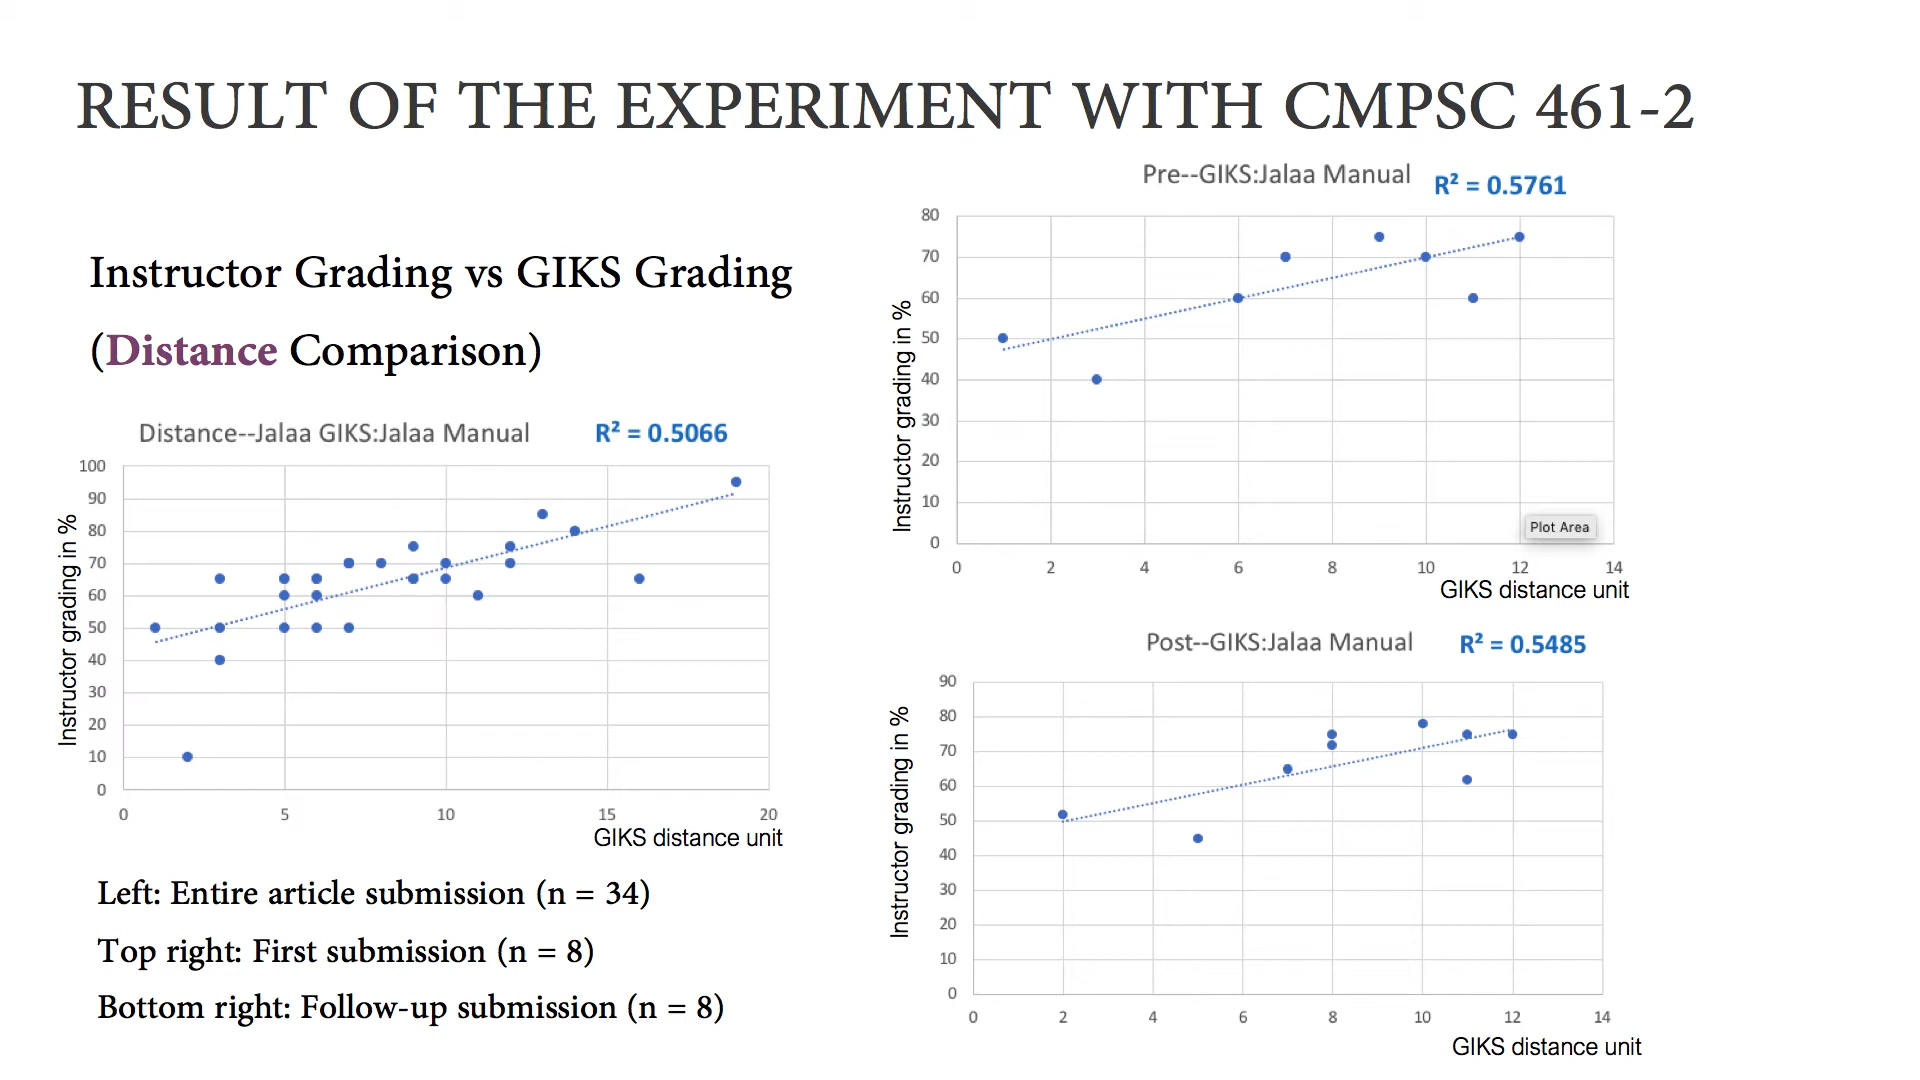 RESULT OF THE EXPERIMENT WITH CMPSC 461-2
Instructor Grading vs GIKS Grading
(Distance Comparison)
Distance--Jalaa GIKS:Jalaa Manual
R² = 0.5066
Instructor grading in %
100
90
80
70
60
50
40
30
20
10
0
0 5 10 15 20
GIKS distance unit
Left: Entire article submission (n = 34)
Top right: First submission (n = 8)
Bottom right: Follow-up submission (n = 8)
Pre--GIKS:Jalaa Manual
R² = 0.5761
Instructor grading in %
80
70
60
50
40
30
20
10
0
Plot Area
0 2 4 6 8 10 12 14
GIKS distance unit
Post--GIKS:Jalaa Manual
R² = 0.5485
Instructor grading in %
90
80
70
60
50
40
30
20
10
0
0 2 4 6 8 10 12 14
GIKS distance unit